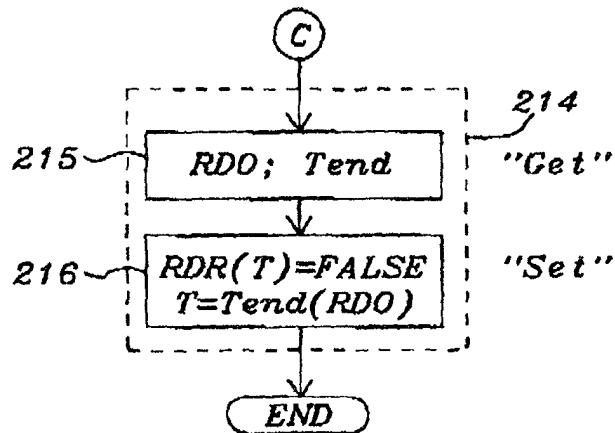 C
214
215
RDO; Tend
"Get"
216
RDR(T)=FALSE
T=Tend(RDO)
"Set"
END